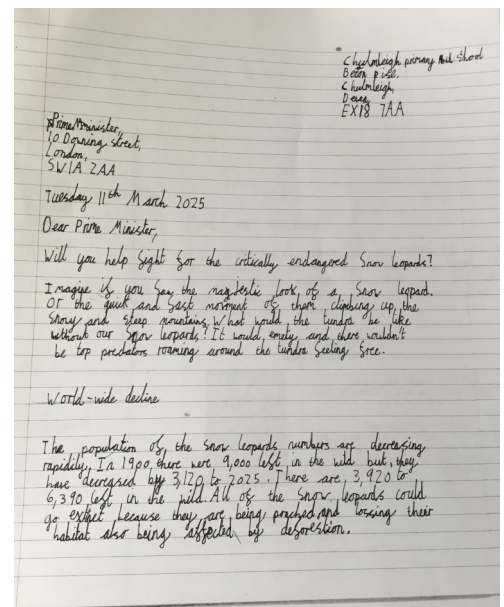 Chulmleigh primary School
Beacon rise,
Chulmleigh,
Devon,
EX18 7AA
Prime Minister,
10 Downing street,
London,
SW1A 2AA
Tuesday 11th March 2025
Dear Prime Minister,
Will you help fight for the critically endangered Snow leopards?
Imagine if you saw the majestic look, of a, Snow leopard.
Or the quiet and fast movment of them climbing up, the
Snowy and steep mountains. What would the tundra be like
without our snow leopards? It would, emety and there wouldn't
be top predators roaming around the tundra feeling free.
World-wide decline
The population of, the Snow leopards numbers are decreasing
rapidily, In 1900, there were 9,000 left in the wild but, they
have decreased by 3,120 to 2025. There are, 3,920 to
6,390 left in the wild. All of the Snow, leopards could
go extinct because they are being, proched, and lossing their
habitat also being affected by deforestion.